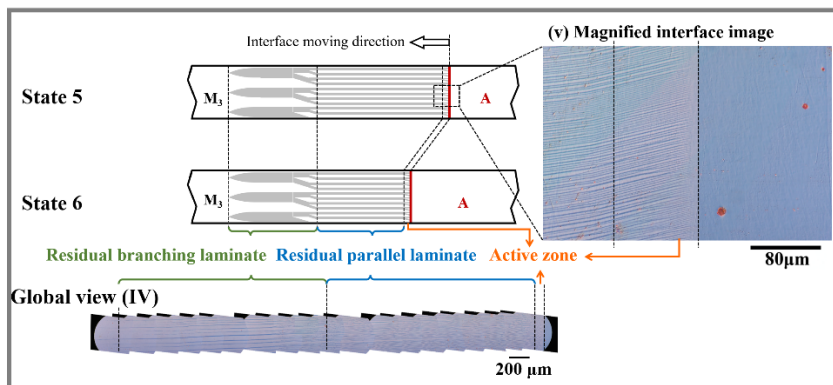 (v) Magnified interface image
Interface moving direction
State 5
M3
A
State 6
M3
A
Residual branching laminate
Residual parallel laminate
Active zone
80μm
Global view (IV)
200 μm